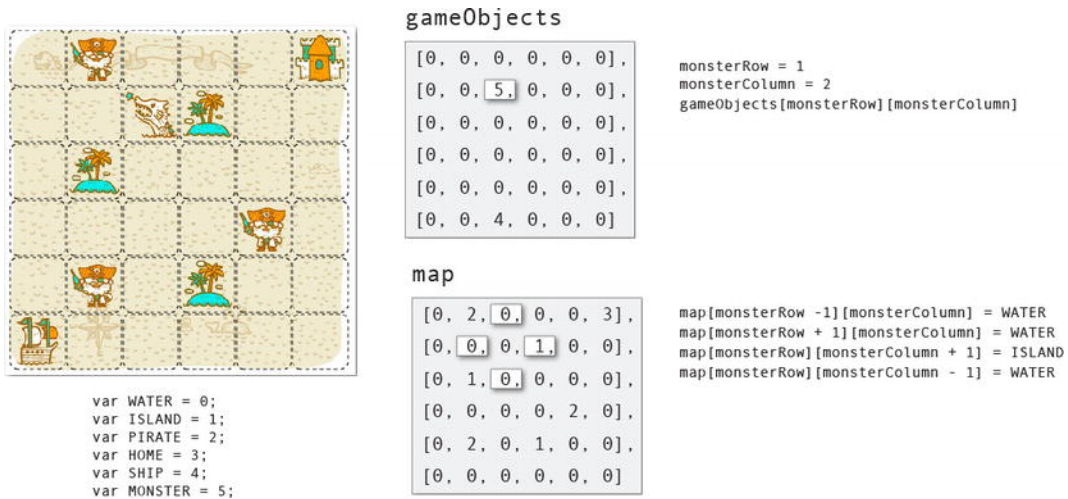 gameObjects
[0, 0, 0, 0, 0, 0],
[0, 0, 5, 0, 0, 0],
[0, 0, 0, 0, 0, 0],
[0, 0, 0, 0, 0, 0],
[0, 0, 0, 0, 0, 0],
[0, 0, 4, 0, 0, 0]
monsterRow = 1
monsterColumn = 2
gameObjects[monsterRow][monsterColumn]
map
[0, 2, 0, 0, 0, 3],
[0, 0, 0, 1, 0, 0],
[0, 1, 0, 0, 0, 0],
[0, 0, 0, 0, 2, 0],
[0, 2, 0, 1, 0, 0],
[0, 0, 0, 0, 0, 0]
map[monsterRow -1][monsterColumn] = WATER
map[monsterRow + 1][monsterColumn] = WATER
map[monsterRow][monsterColumn + 1] = ISLAND
map[monsterRow][monsterColumn - 1] = WATER
var WATER = 0;
var ISLAND = 1;
var PIRATE = 2;
var HOME = 3;
var SHIP = 4;
var MONSTER = 5;